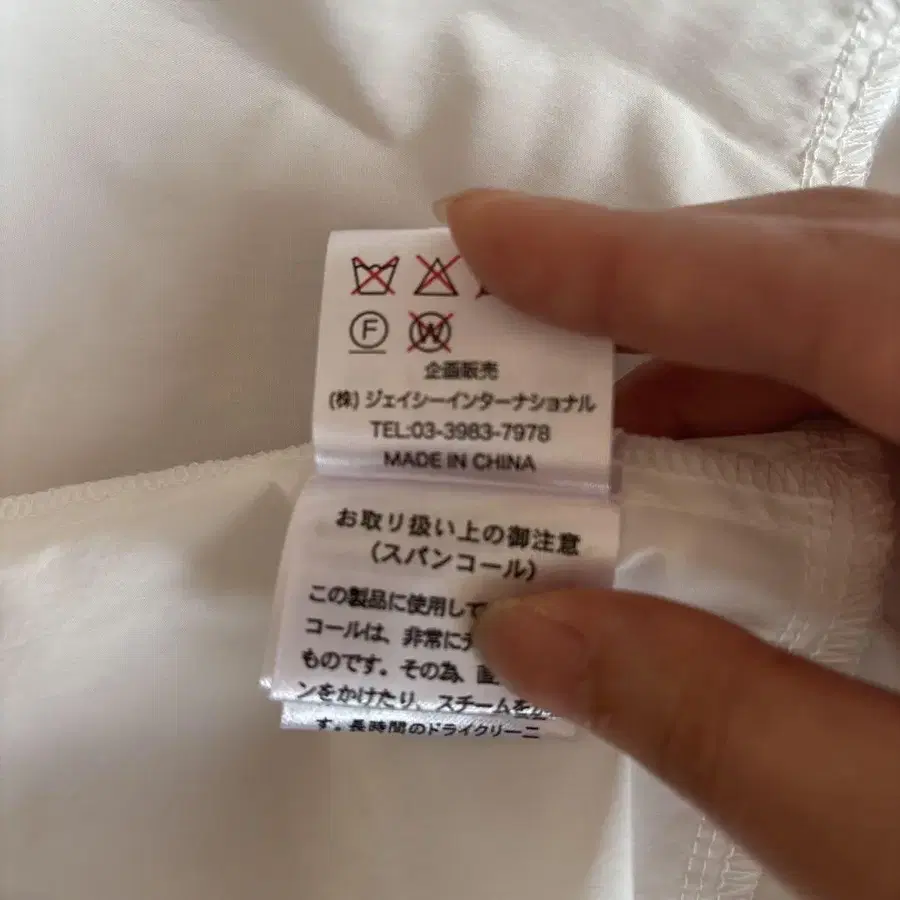 F W
企画販売
(株) ジェイシーインターナショナル
TEL:03-3983-7978
MADE IN CHINA
お取り扱い上の御注意
(スパンコール)
この製品に使用して
コールは、非常に
ものです。その為、直
ンをかけたり、スチームを
す。長時間のドライクリーニ